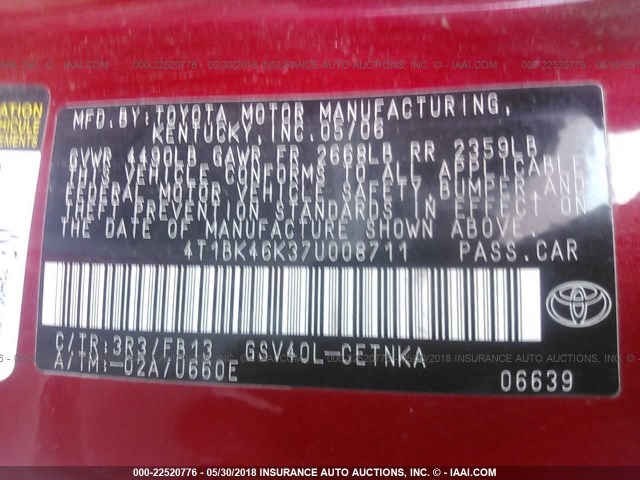 000-22520776 - 05/30/2018 INSURANCE AUTO AUCTIONS - © - IAAI.COM
ATION
VEHICULE
MFD. BY: TOYOTA MOTOR MANUFACTURING,
KENTUCKY, INC. 05/06
GVWR 4490LB GAWR FR 2668LB RR 2359LB
THIS VEHICLE CONFORMS TO ALL APPLICABLE
FEDERAL MOTOR VEHICLE SAFETY, BUMPER AND
THEFT PREVENTION STANDARDS IN EFFECT ON
THE DATE OF MANUFACTURE SHOWN ABOVE.
4T1BK46K37U008711 PASS.CAR
C/TR:3R3/FB13 GSV40L-CETNKA
A/TM:-02A/U660E
TOYOTA
06639
000-22520776 - 05/30/2018 INSURANCE AUTO AUCTIONS - © - IAAI.COM